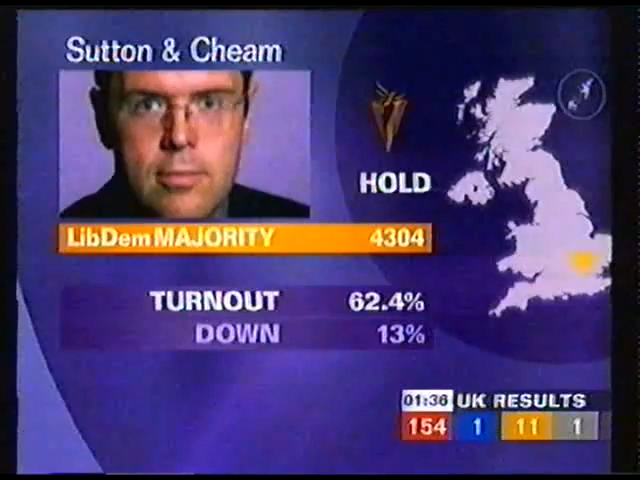 Sutton & Cheam
HOLD
LibDem MAJORITY 4304
TURNOUT 62.4%
DOWN 13%
01:36 UK RESULTS
154 1 11 1